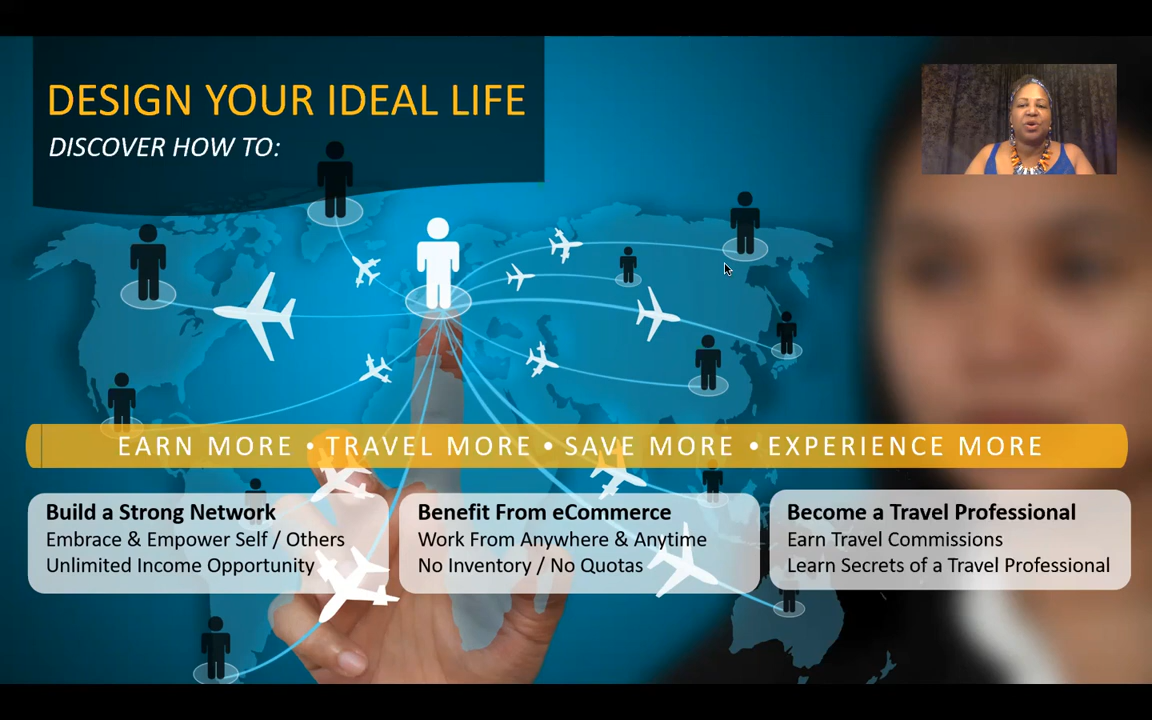 DESIGN YOUR IDEAL LIFE
DISCOVER HOW TO:
EARN MORE • TRAVEL MORE • SAVE MORE • EXPERIENCE MORE
Build a Strong Network
Embrace & Empower Self / Others
Unlimited Income Opportunity
Benefit From eCommerce
Work From Anywhere & Anytime
No Inventory / No Quotas
Become a Travel Professional
Earn Travel Commissions
Learn Secrets of a Travel Professional